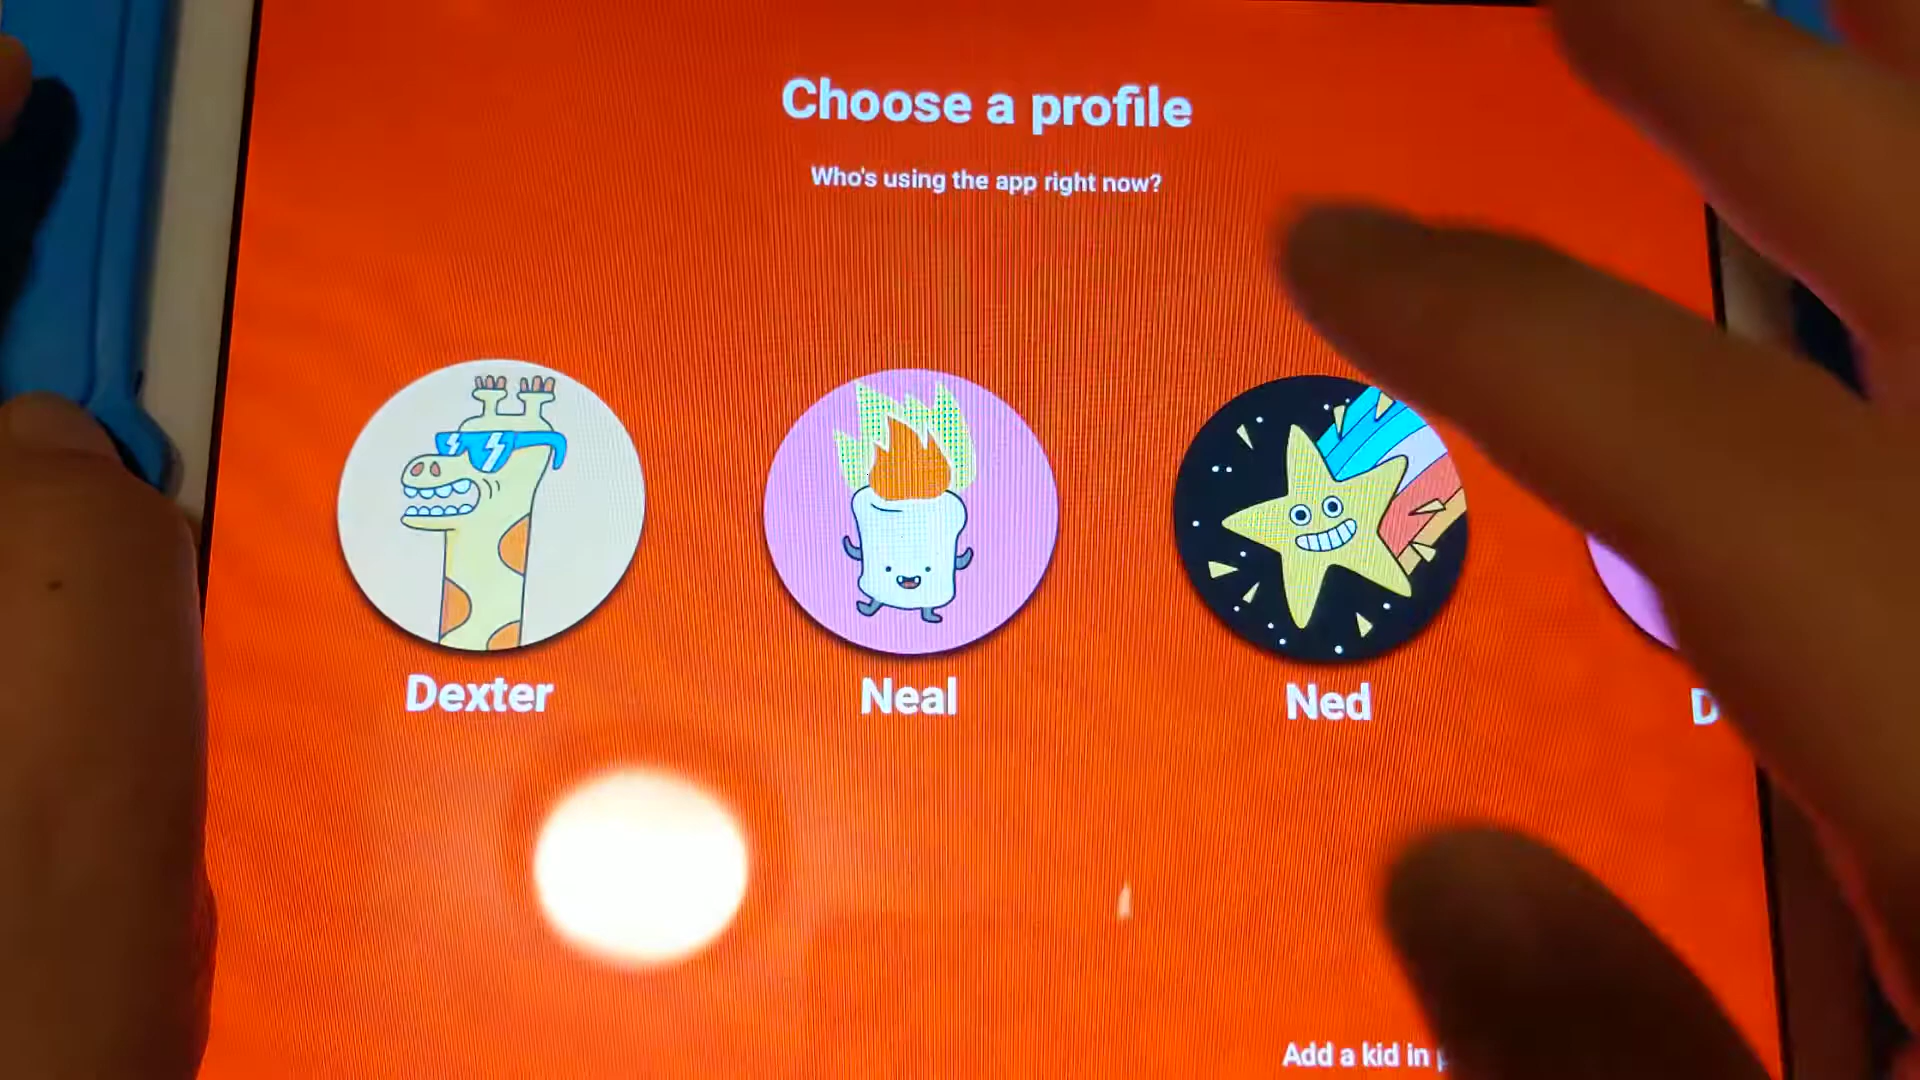 Choose a profile
Who's using the app right now?
Dexter
Neal
Ned
D
Add a kid in